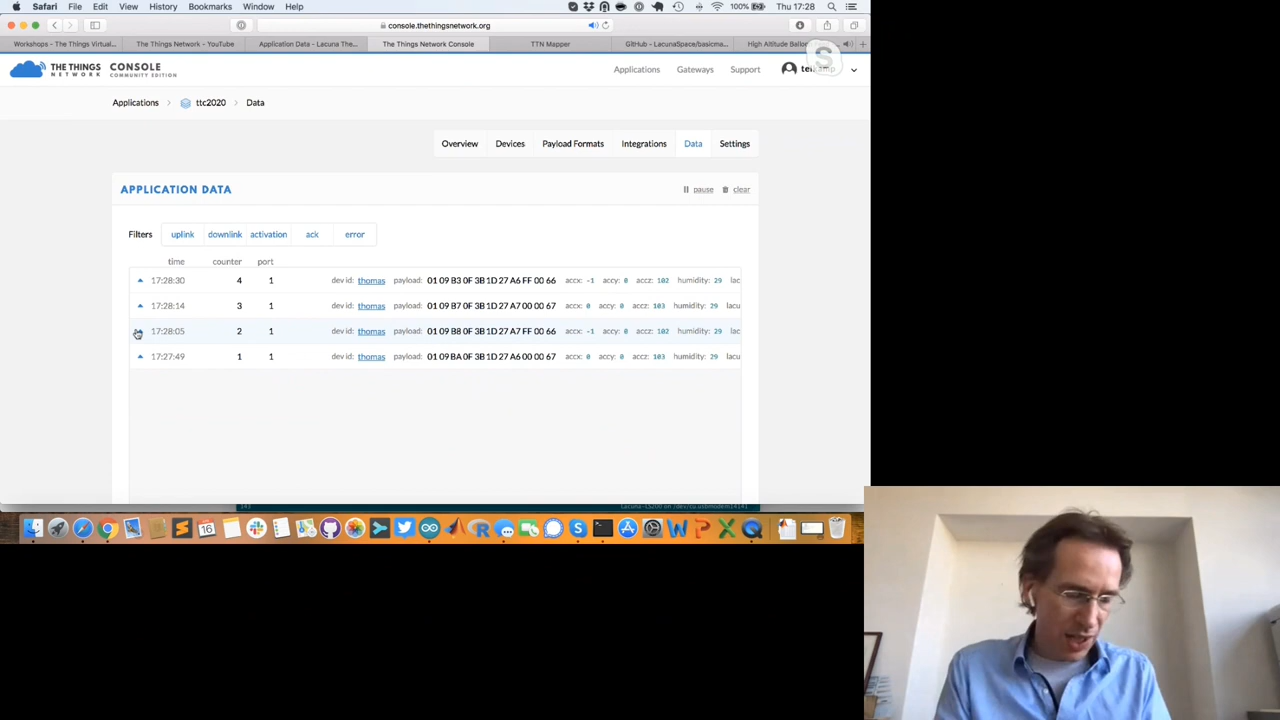 Safari File Edit View History Bookmarks Window Help 100% Thu 17:28
console.thethingsnetwork.org
Workshops - The Things Virtual... The Things Network - YouTube Application Data - Lacuna The... The Things Network Console TTN Mapper GitHub - LacunaSpace/basicma... High Altitude Balloo
THE THINGS NETWORK CONSOLE COMMUNITY EDITION
Applications Gateways Support
Applications ttc2020 Data
Overview Devices Payload Formats Integrations Data Settings
APPLICATION DATA pause clear
Filters uplink downlink activation ack error
time counter port
17:28:30 4 1 dev id: thomas payload: 01 09 B3 0F 3B 1D 27 A6 FF 00 66 accx: -1 accy: 0 accz: 102 humidity: 29 lac
17:28:14 3 1 dev id: thomas payload: 01 09 B7 0F 3B 1D 27 A7 00 00 67 accx: 0 accy: 0 accz: 103 humidity: 29 lacu
17:28:05 2 1 dev id: thomas payload: 01 09 B8 0F 3B 1D 27 A7 FF 00 66 accx: -1 accy: 0 accz: 102 humidity: 29 lac
17:27:49 1 1 dev id: thomas payload: 01 09 BA 0F 3B 1D 27 A6 00 00 67 accx: 0 accy: 0 accz: 103 humidity: 29 lacu
143
16